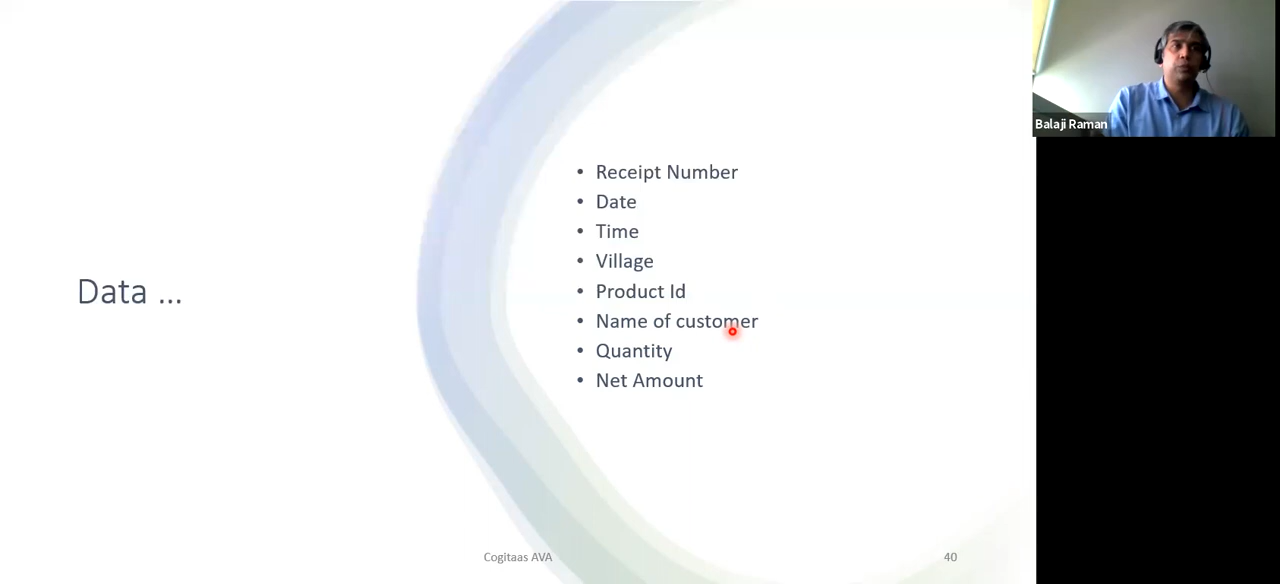 Data ...
• Receipt Number
• Date
• Time
• Village
• Product Id
• Name of customer
• Quantity
• Net Amount
Cogitaas AVA
40
Balaji Raman